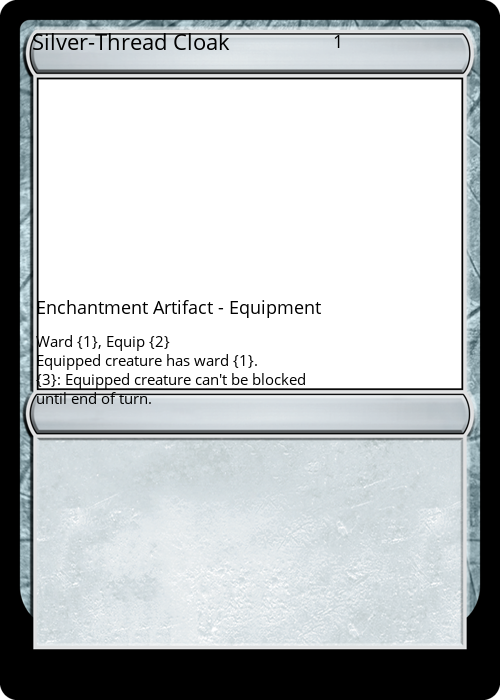 Silver-Thread Cloak 1
Enchantment Artifact - Equipment
Ward {1}, Equip {2}
Equipped creature has ward {1}.
{3}: Equipped creature can't be blocked
until end of turn.